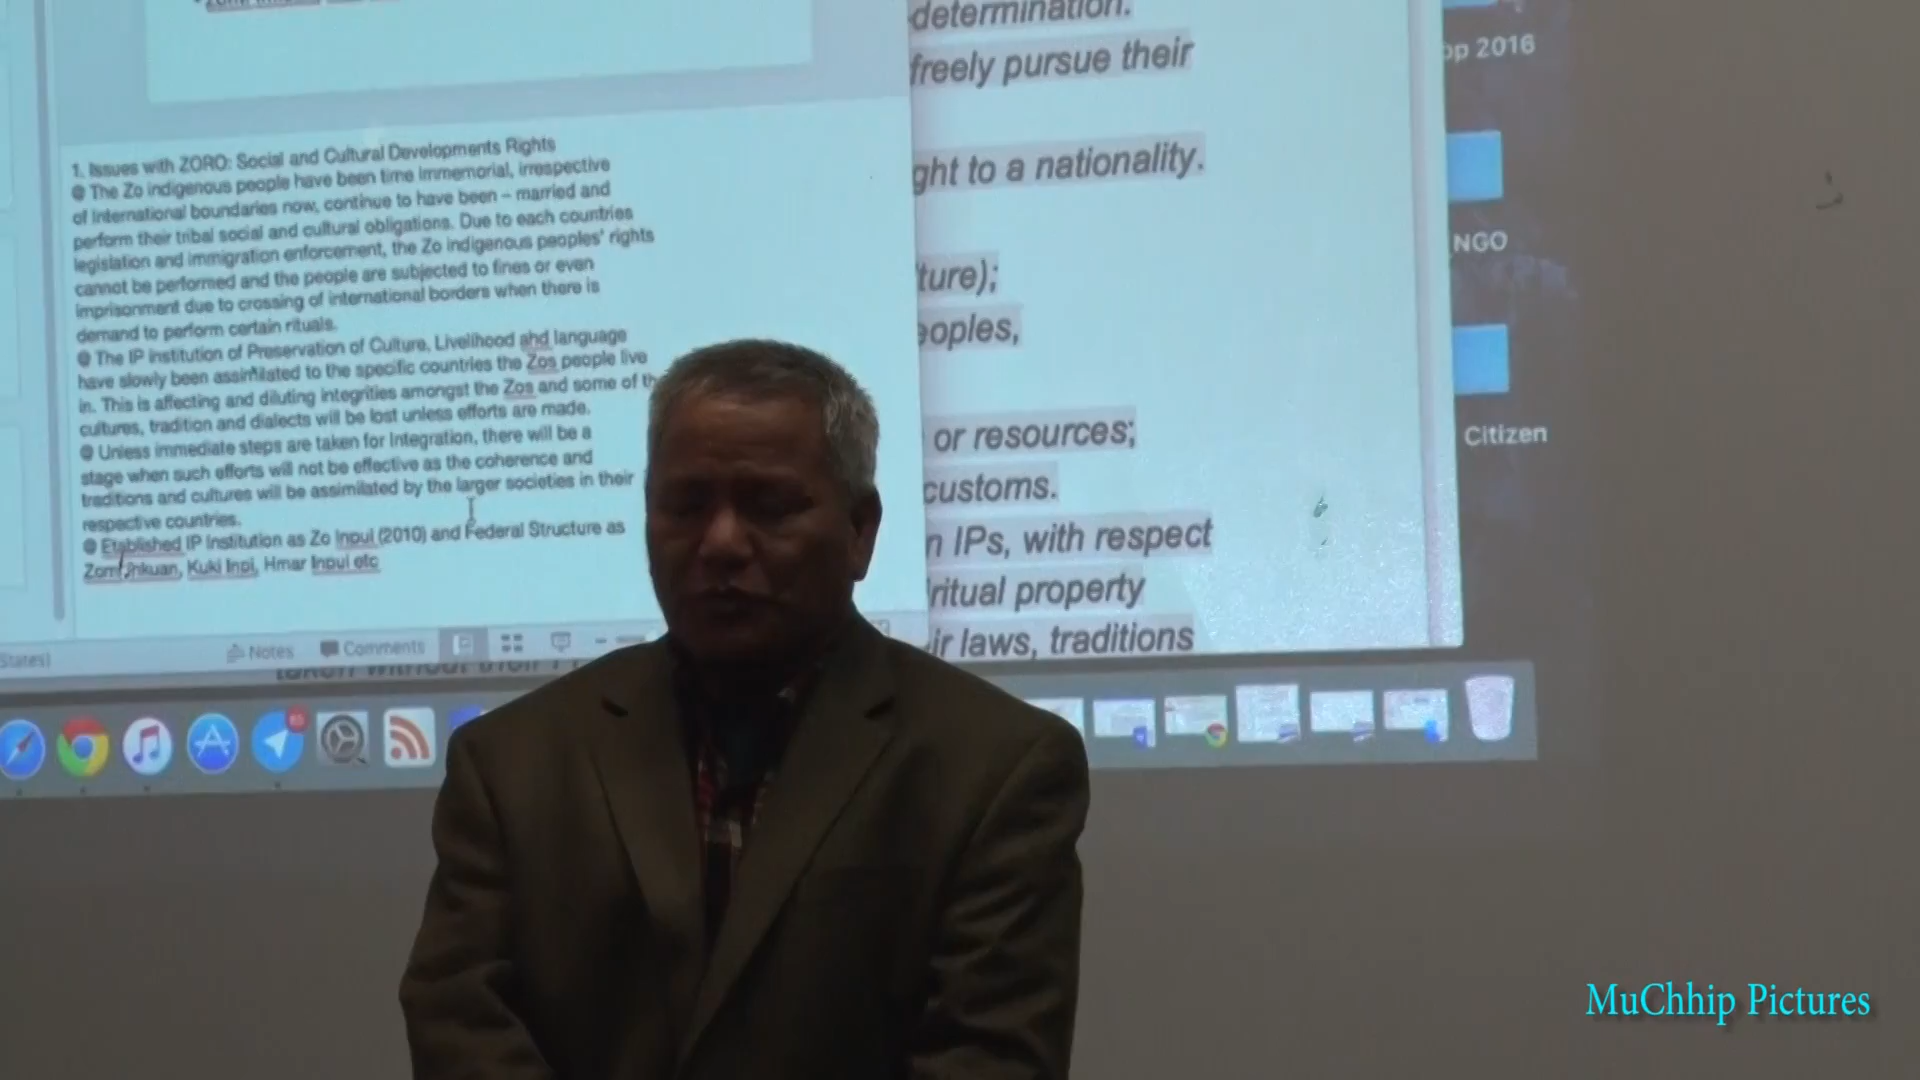 1. Issues with ZORO: Social and Cultural Developments Rights
@ The Zo indigenous people have been time immemorial, irrespective
of International boundaries now, continue to have been – married and
perform their tribal social and cultural obligations. Due to each countries
legislation and immigration enforcement, the Zo indigenous peoples' rights
cannot be performed and the people are subjected to fines or even
imprisonment due to crossing of international borders when there is
demand to perform certain rituals.
@ The IP institution of Preservation of Culture, Livelihood and language
have slowly been assimilated to the specific countries the Zos people live
in. This is affecting and diluting integrities amongst the Zos and some of th
cultures, tradition and dialects will be lost unless efforts are made.
@ Unless immediate steps are taken for Integration, there will be a
stage when such efforts will not be effective as the coherence and
traditions and cultures will be assimilated by the larger societies in their
respective countries.
@ Etablished IP Institution as Zo Inpui (2010) and Federal Structure as
Kuki Inpi, Hmar Inpui etc
States)
Notes
Comments
determination.
freely pursue their
ght to a nationality.
ture);
eoples,
or resources;
customs.
n IPs, with respect
ritual property
ir laws, traditions
op 2016
NGO
Citizen
85
MuChhip Pictures